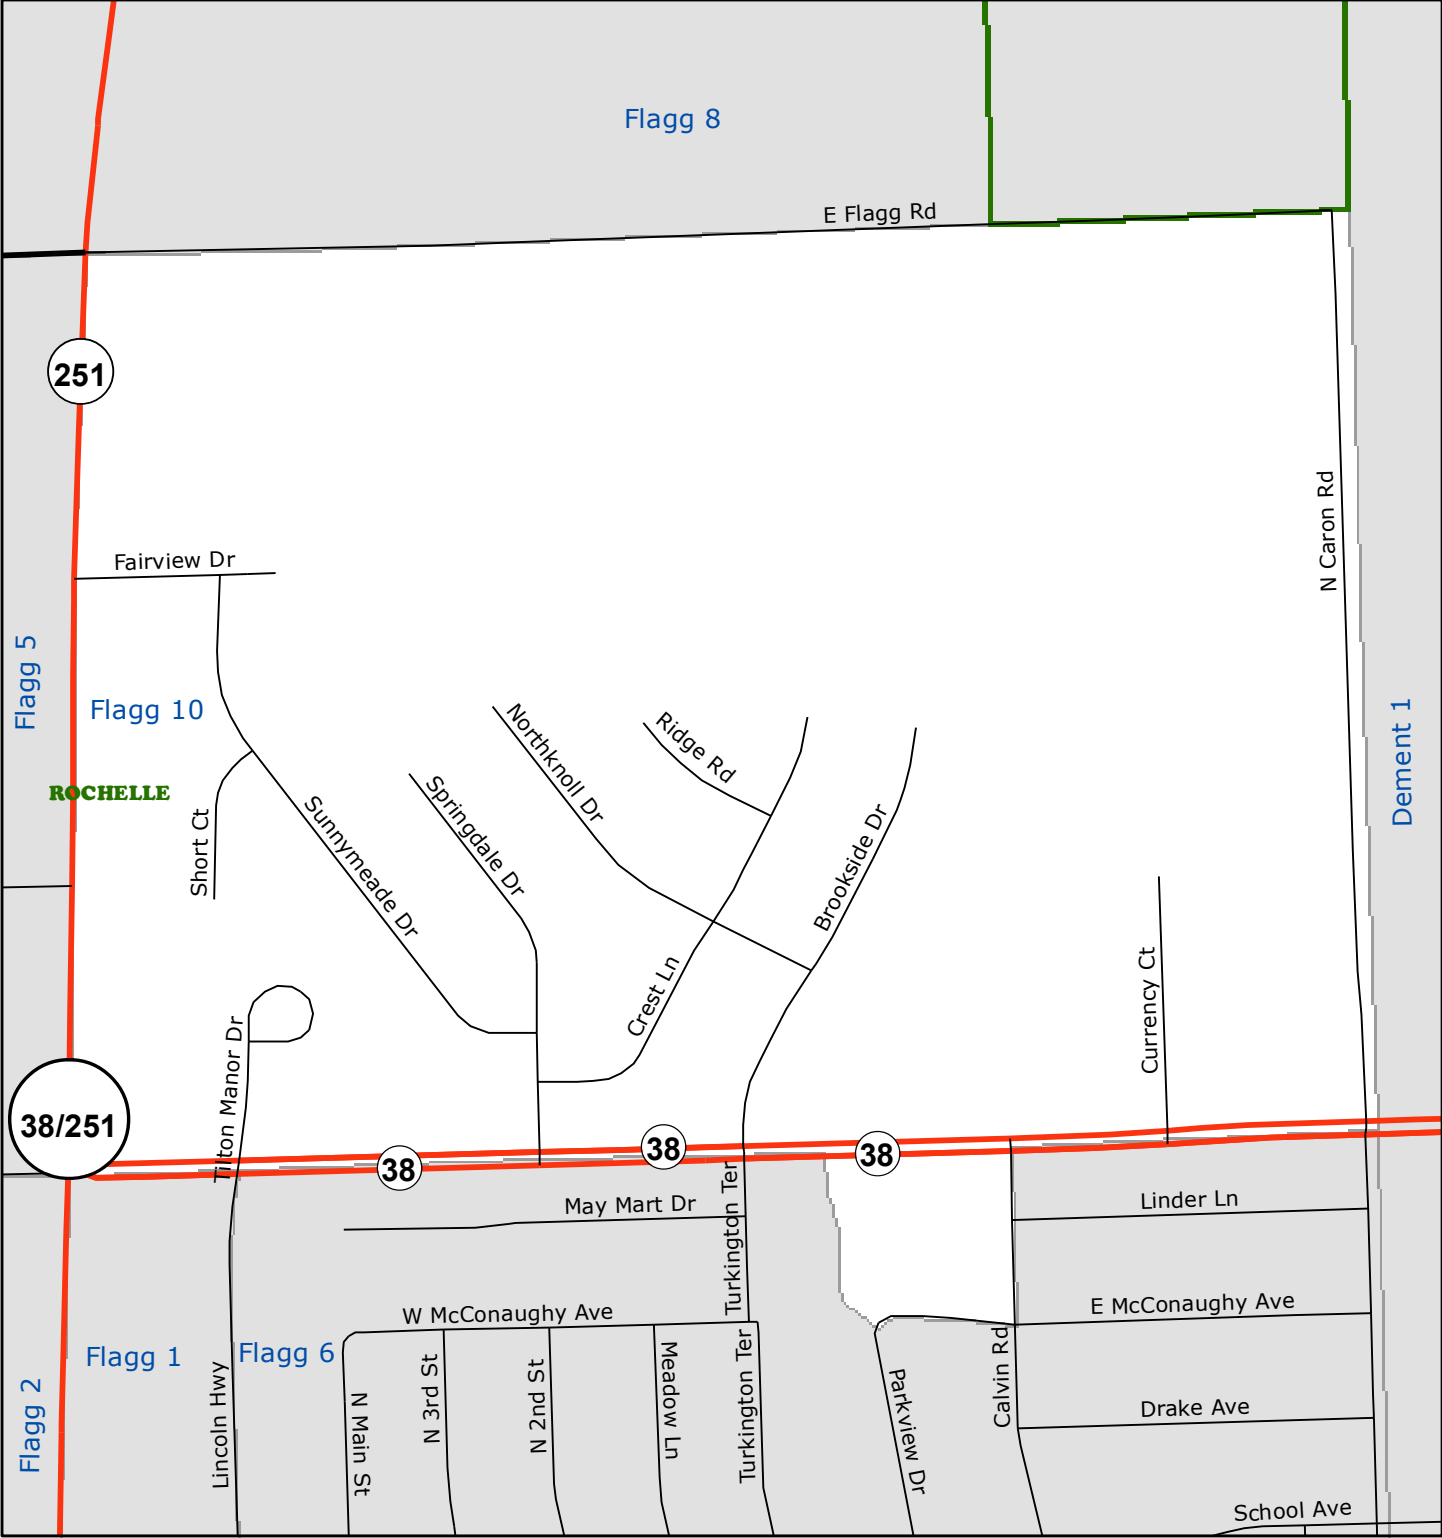 Flagg 8
E Flagg Rd
251
N Caron Rd
Fairview Dr
Flagg 5
Flagg 10
Dement 1
ROCHELLE
Short Ct
Sunnymeade Dr
Springdale Dr
Northknoll Dr
Ridge Rd
Brookside Dr
Crest Ln
Currency Ct
Tilton Manor Dr
38/251
38
38
38
May Mart Dr
Turkington Ter
Linder Ln
W McConaughy Ave
E McConaughy Ave
Flagg 1
Flagg 6
Flagg 2
Lincoln Hwy
N Main St
N 3rd St
N 2nd St
Meadow Ln
Turkington Ter
Parkview Dr
Calvin Rd
Drake Ave
School Ave